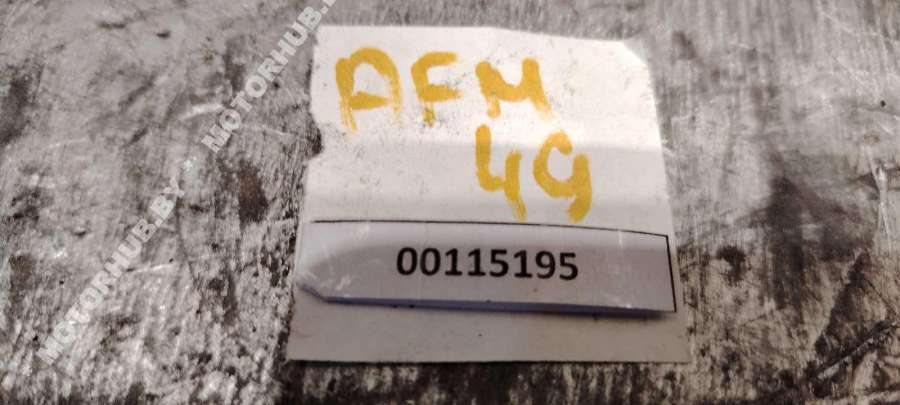 AFM
49
00115195
MOTORHUB.BY - MOTORHUB.BY